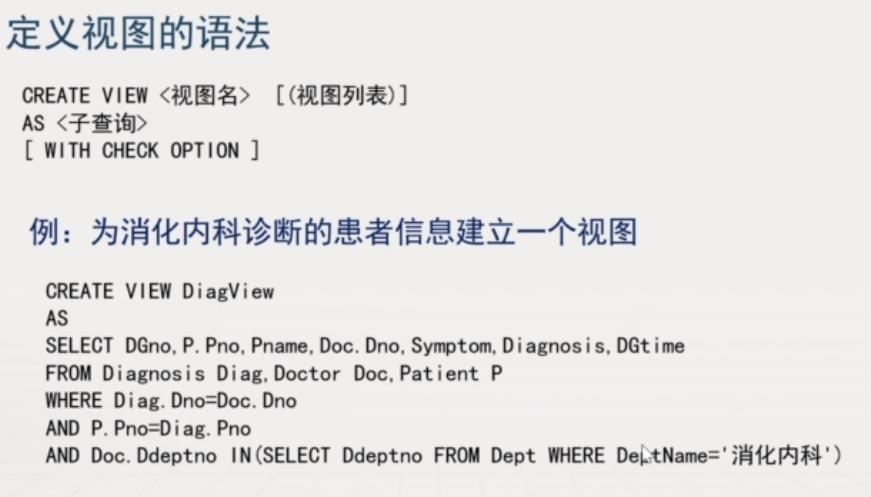 定义视图的语法
CREATE VIEW <视图名> [(视图列表)]
AS <子查询>
[ WITH CHECK OPTION ]
例：为消化内科诊断的患者信息建立一个视图
CREATE VIEW DiagView
AS
SELECT DGno,P.Pno,Pname,Doc.Dno,Symptom,Diagnosis,DGtime
FROM Diagnosis Diag,Doctor Doc,Patient P
WHERE Diag.Dno=Doc.Dno
AND P.Pno=Diag.Pno
AND Doc.Ddeptno IN(SELECT Ddeptno FROM Dept WHERE DeptName='消化内科')